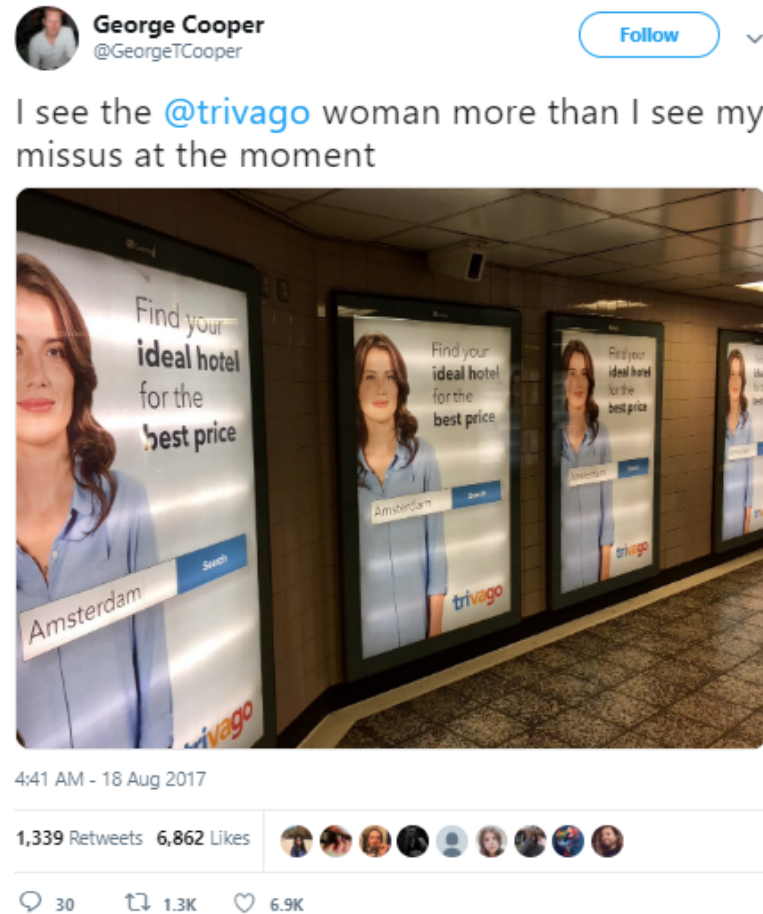 George Cooper
@GeorgeTCooper
Follow
I see the @trivago woman more than I see my
missus at the moment
Find your
ideal hotel
for the
best price
Amsterdam
Search
trivago
Find your
ideal hotel
for the
best price
Amsterdam
Search
trivago
Find your
ideal hotel
for the
best price
Amsterdam
trivago
4:41 AM - 18 Aug 2017
1,339 Retweets 6,862 Likes
30 1.3K 6.9K